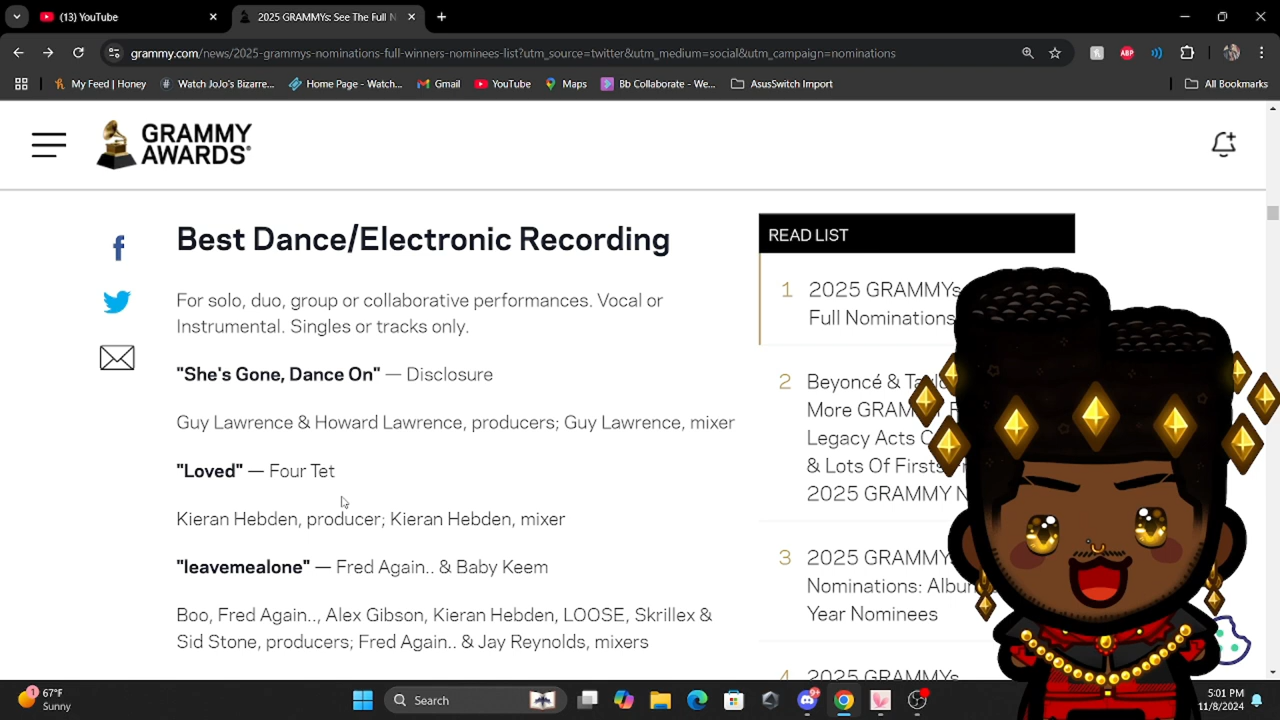 (13) YouTube
2025 GRAMMYs: See The Full N
grammy.com/news/2025-grammys-nominations-full-winners-nominees-list?utm_source=twitter&utm_medium=social&utm_campaign=nominations
ABP
My Feed | Honey
Watch JoJo's Bizarre...
Home Page - Watch...
Gmail
YouTube
Maps
Bb Collaborate - We...
AssSwitch Import
All Bookmarks
GRAMMY
AWARDS
Best Dance/Electronic Recording
For solo, duo, group or collaborative performances. Vocal or
Instrumental. Singles or tracks only.
"She's Gone, Dance On" — Disclosure
Guy Lawrence & Howard Lawrence, producers; Guy Lawrence, mixer
"Loved" — Four Tet
Kieran Hebden, producer; Kieran Hebden, mixer
"leavemealone" — Fred Again.. & Baby Keem
Boo, Fred Again.., Alex Gibson, Kieran Hebden, LOOSE, Skrillex &
Sid Stone, producers; Fred Again.. & Jay Reynolds, mixers
READ LIST
1 2025 GRAMMYs
Full Nominations
2 Beyoncé &
More
Legacy Acts
& Lots Of Firsts
2025 GRAMMY N
3 2025 GRAMMY
Nominations: Album
Year Nominees
4 2025 GRAMMYs
1
67°F
Sunny
Search
5:01 PM
11/8/2024